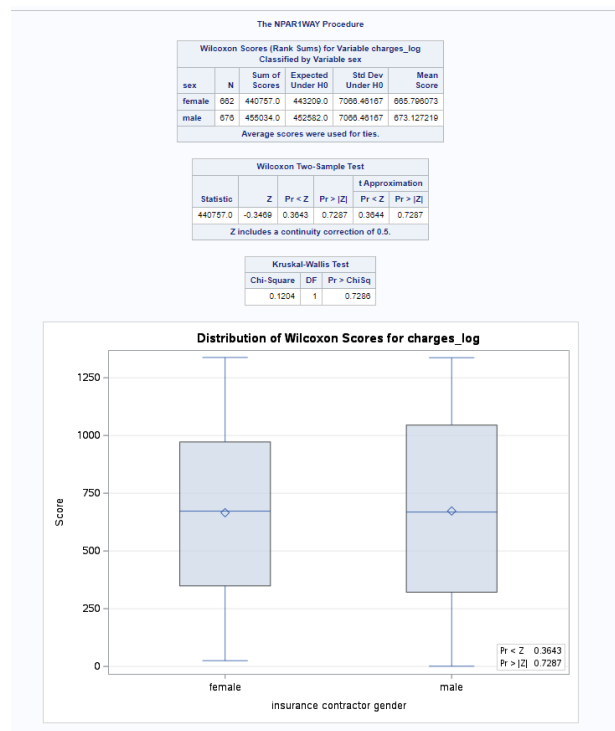 The NPAR1WAY Procedure
Wilcoxon Scores (Rank Sums) for Variable charges_log
Classified by Variable sex
sex N Sum of Scores Expected Under H0 Std Dev Under H0 Mean Score
female 662 440757.0 443209.0 7066.46167 665.796073
male 676 455034.0 452582.0 7066.46167 673.127219
Average scores were used for ties.
Wilcoxon Two-Sample Test
t Approximation
Statistic Z Pr < Z Pr > |Z| Pr < Z Pr > |Z|
440757.0 -0.3469 0.3643 0.7287 0.3644 0.7287
Z includes a continuity correction of 0.5.
Kruskal-Wallis Test
Chi-Square DF Pr > ChiSq
0.1204 1 0.7286
Distribution of Wilcoxon Scores for charges_log
1250
1000
750
500
250
0
Score
Pr < Z 0.3643
Pr > |Z| 0.7287
female male
insurance contractor gender